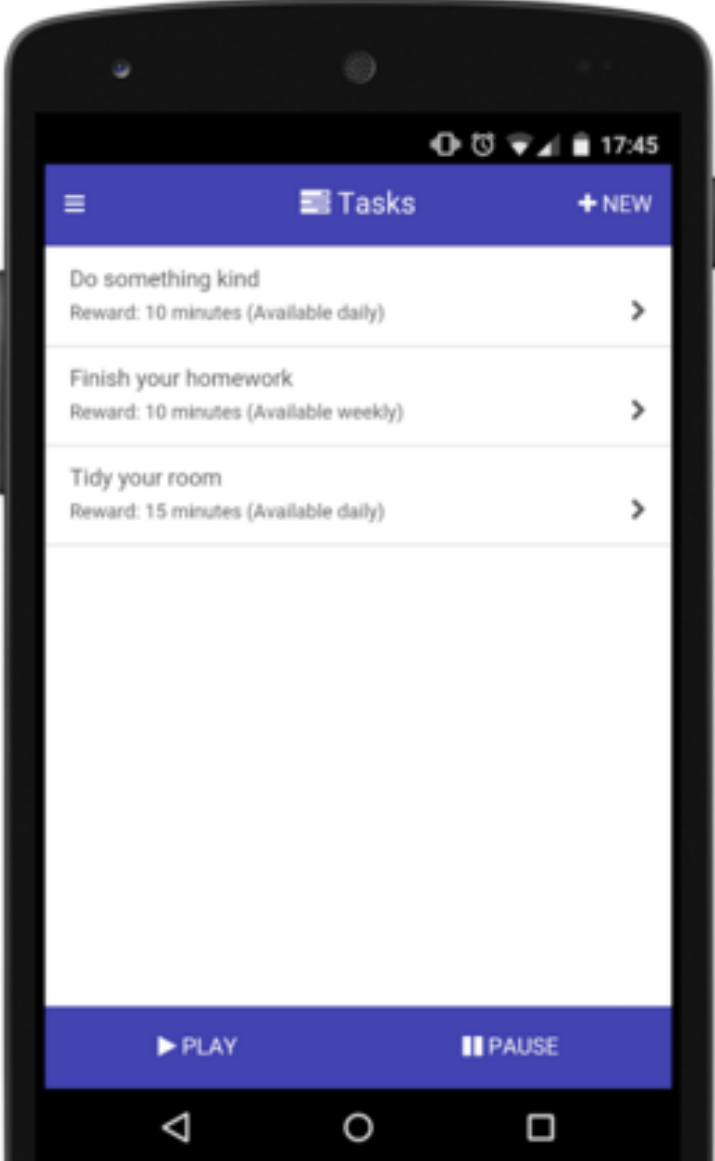 17:45
Tasks
NEW
Do something kind
Reward: 10 minutes (Available daily)
Finish your homework
Reward: 10 minutes (Available weekly)
Tidy your room
Reward: 15 minutes (Available daily)
PLAY
PAUSE